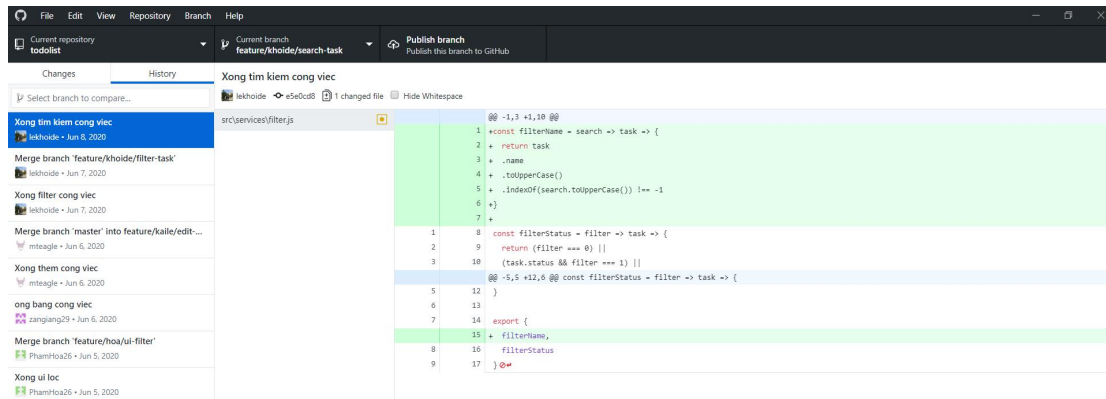 File Edit View Repository Branch Help
Current repository
todolist
Current branch
feature/khoide/search-task
Publish branch
Publish this branch to GitHub
Changes History
Select branch to compare...
Xong tim kiem cong viec
lekhoide • Jun 8, 2020
Merge branch 'feature/khoide/filter-task'
lekhoide • Jun 7, 2020
Xong filter cong viec
lekhoide • Jun 7, 2020
Merge branch 'master' into feature/kaile/edit-...
mteagle • Jun 6, 2020
Xong them cong viec
mteagle • Jun 6, 2020
ong bang cong viec
zangiang29 • Jun 6, 2020
Merge branch 'feature/hoa/ui-filter'
PhamHoa26 • Jun 5, 2020
Xong ui loc
PhamHoa26 • Jun 5, 2020
Xong tim kiem cong viec
lekhoide e5e0cd8 1 changed file Hide Whitespace
src\services\filter.js
@@ -1,3 +1,10 @@
1 +const filterName = search => task => {
2 + return task
3 + .name
4 + .toUpperCase()
5 + .indexOf(search.toUpperCase()) !== -1
6 +}
7 +
1 8 const filterStatus = filter => task => {
2 9 return (filter === 0) ||
3 10 (task.status && filter === 1) ||
@@ -5,5 +12,6 @@ const filterStatus = filter => task => {
5 12 }
6 13
7 14 export {
15 + filterName,
8 16 filterStatus
9 17 }